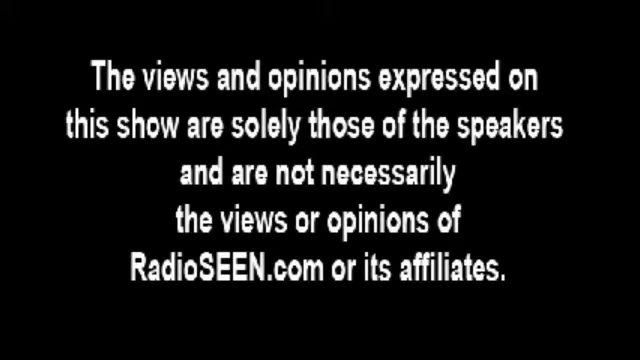 The views and opinions expressed on
this show are solely those of the speakers
and are not necessarily
the views or opinions of
RadioSEEN.com or its affiliates.